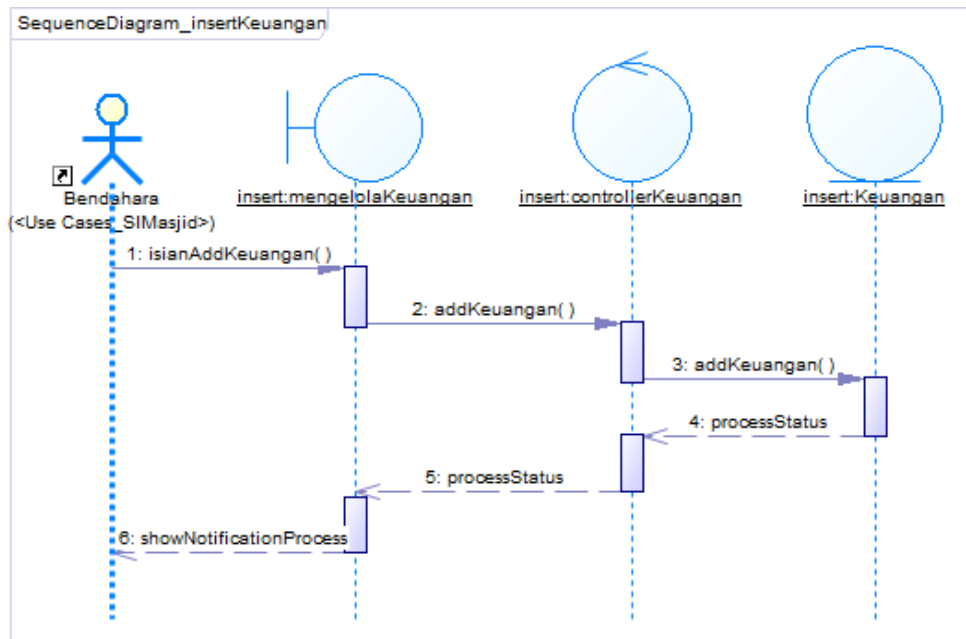 SequenceDiagram_insertKeuangan
Bendahara
(<Use Cases_SIMasjid>)
insert:mengelolaKeuangan
insert:controllerKeuangan
insert:Keuangan
1: isianAddKeuangan( )
2: addKeuangan( )
3: addKeuangan( )
4: processStatus
5: processStatus
6: showNotificationProcess